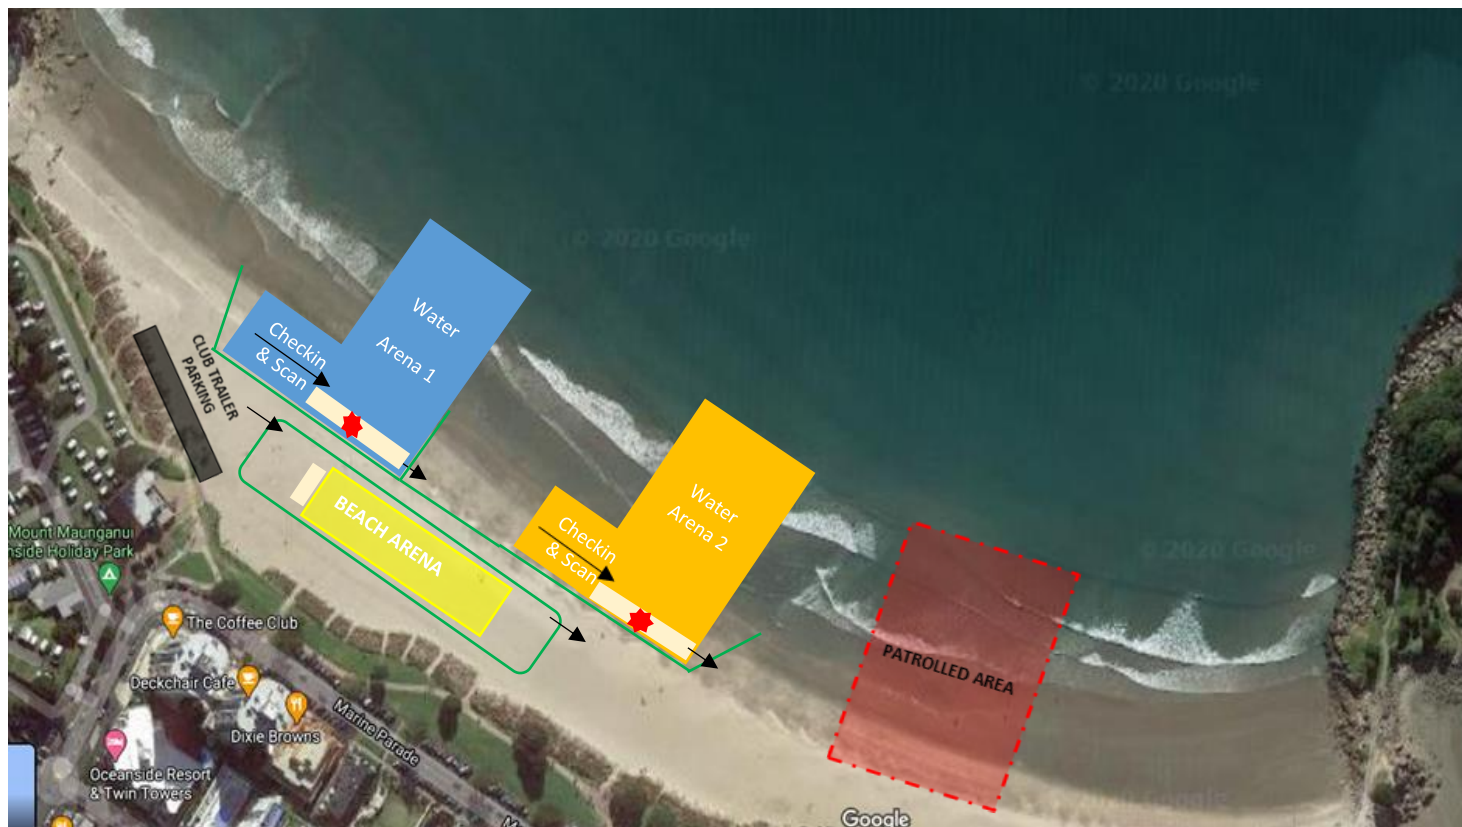 © 2020 Google
© 2020 Google
Water
Arena 1
Checkin
& Scan
CLUB TRAILER
PARKING
BEACH ARENA
Water
Arena 2
Checkin
& Scan
© 2020 Google
PATROLLED AREA
Mount Maunganui
nside Holiday Park
The Coffee Club
Deckchair Cafe
Dixie Browns
Marine Parade
Oceanside Resort
& Twin Towers
Google